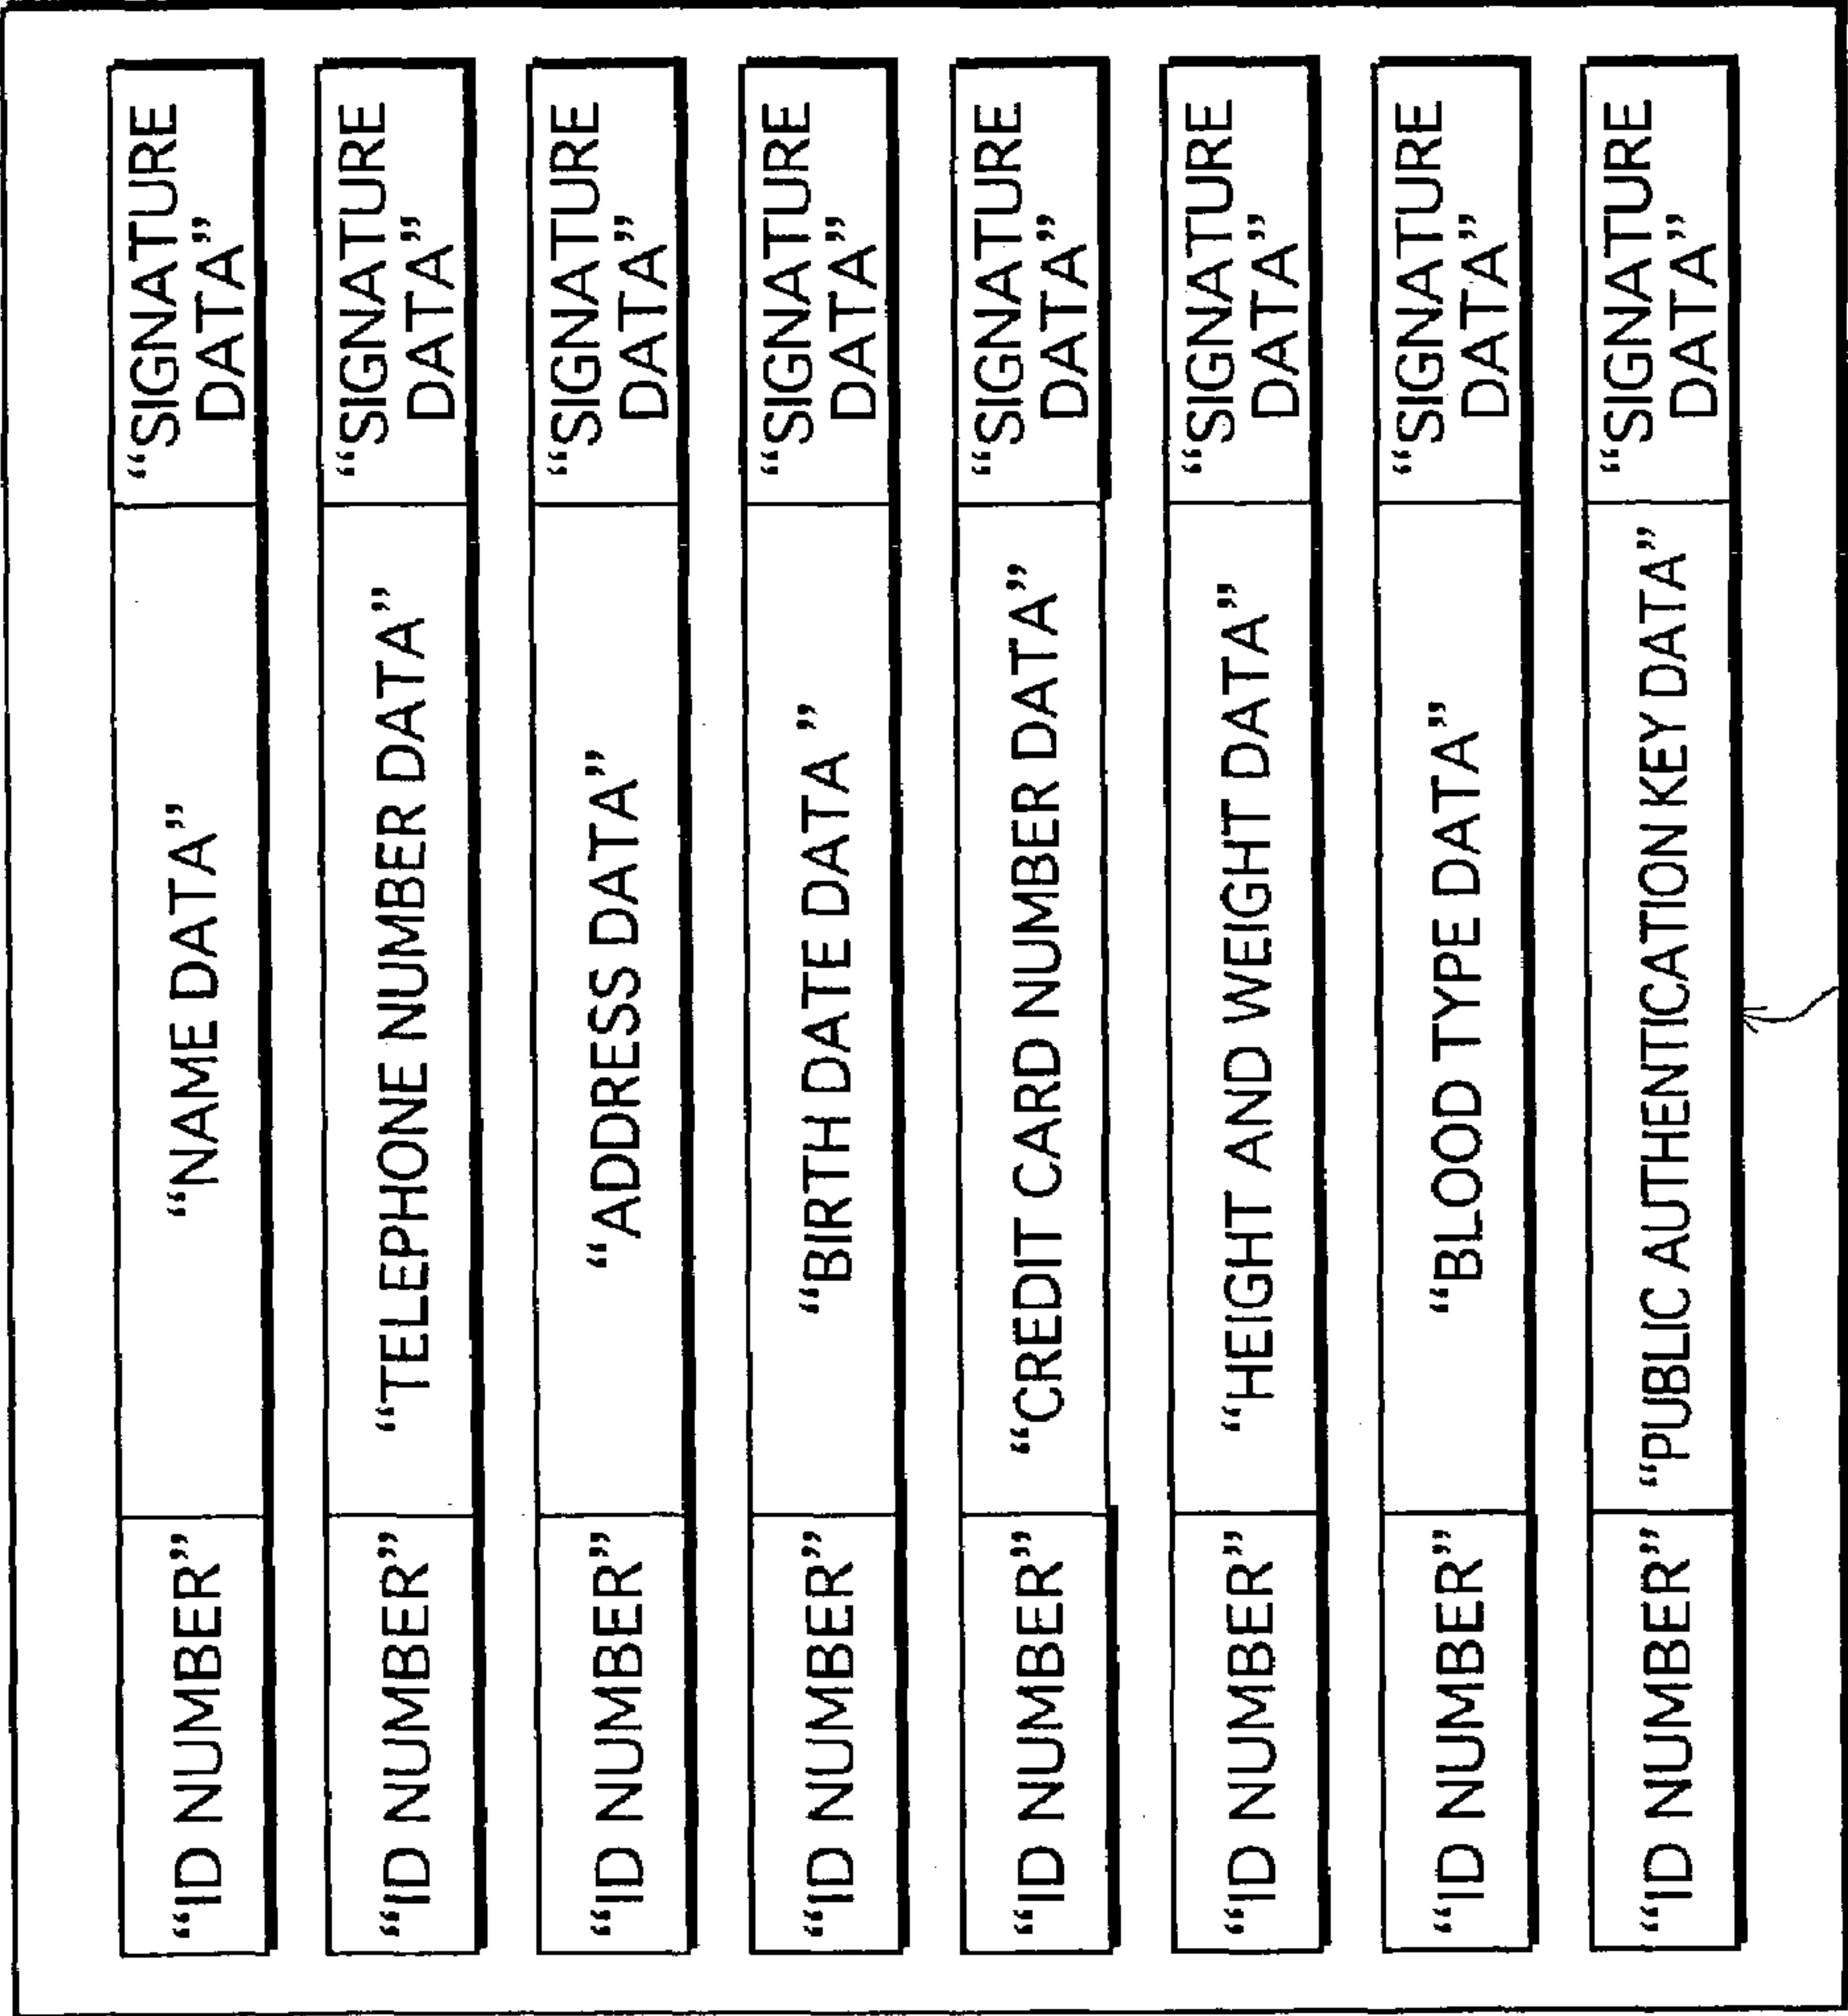 “ID NUMBER” “NAME DATA” “SIGNATURE
DATA”
“ID NUMBER” “TELEPHONE NUMBER DATA” “SIGNATURE
DATA”
“ID NUMBER” “ADDRESS DATA” “SIGNATURE
DATA”
“ID NUMBER” “BIRTH DATE DATA ” “SIGNATURE
DATA”
“ID NUMBER” “CREDIT CARD NUMBER DATA” “SIGNATURE
DATA”
“ID NUMBER” “HEIGHT AND WEIGHT DATA” “SIGNATURE
DATA”
“ID NUMBER” “BLOOD TYPE DATA” “SIGNATURE
DATA”
“ID NUMBER” “PUBLIC AUTHENTICATION KEY DATA” “SIGNATURE
DATA”